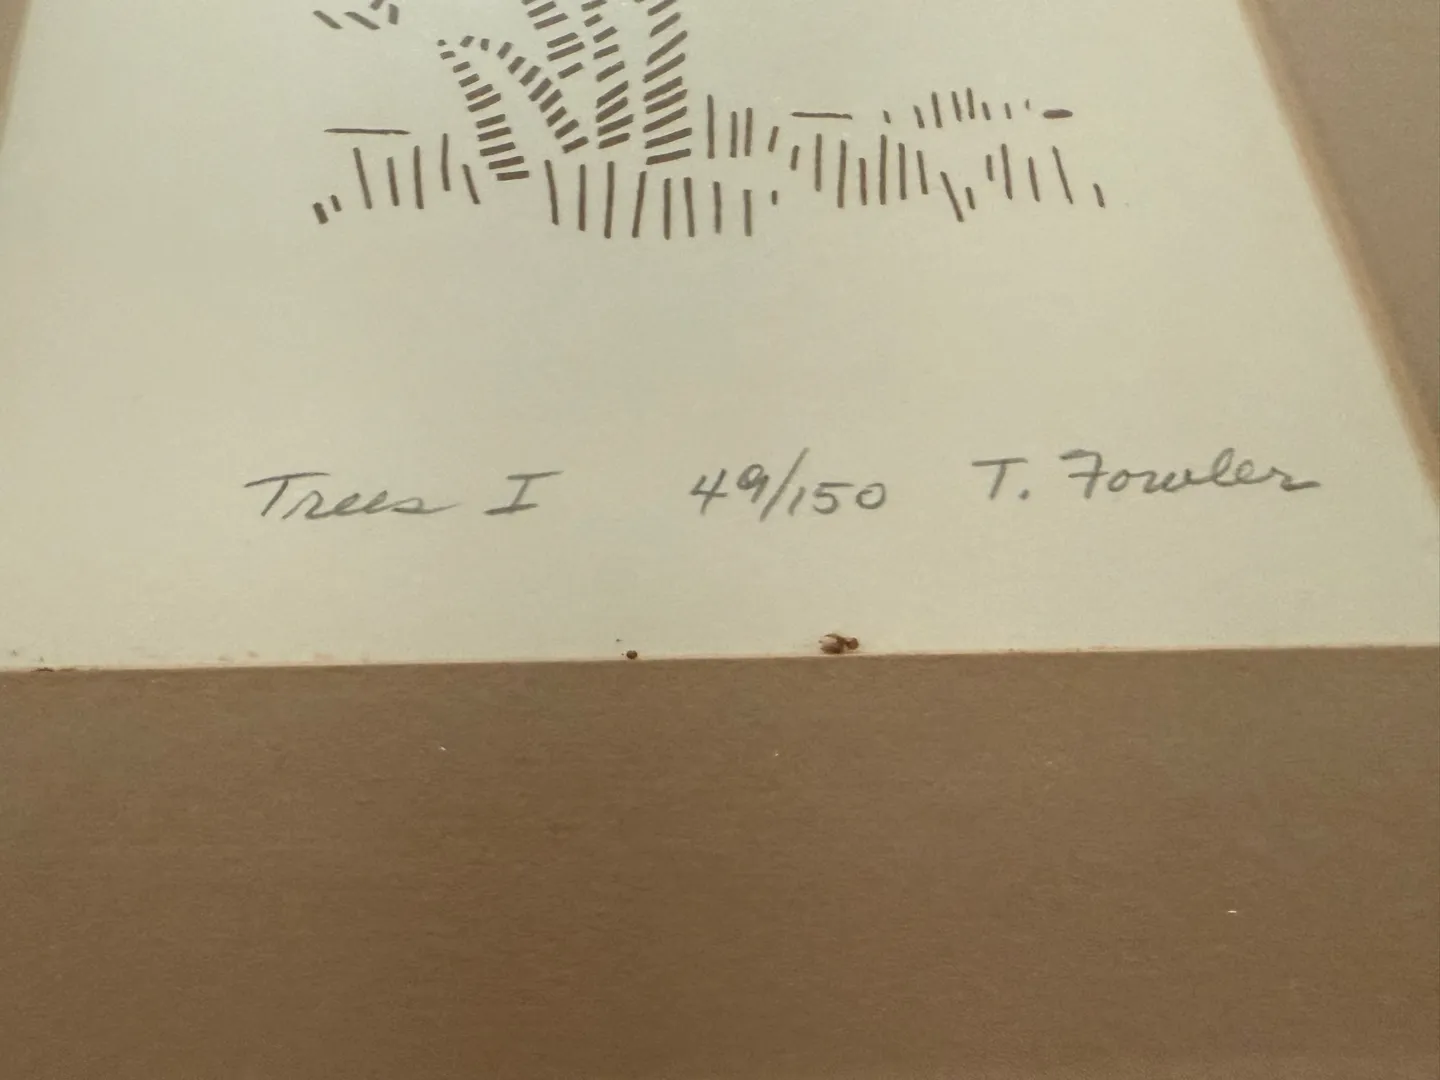 Trees I 49/150 T. Fowler